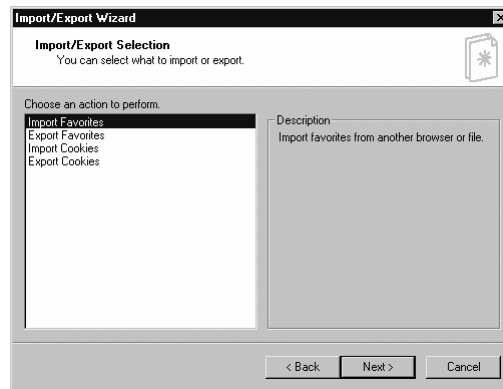 Import/Export Wizard
Import/Export Selection
You can select what to import or export.
Choose an action to perform.
Import Favorites
Export Favorites
Import Cookies
Export Cookies
Description
Import favorites from another browser or file.
< Back
Next >
Cancel